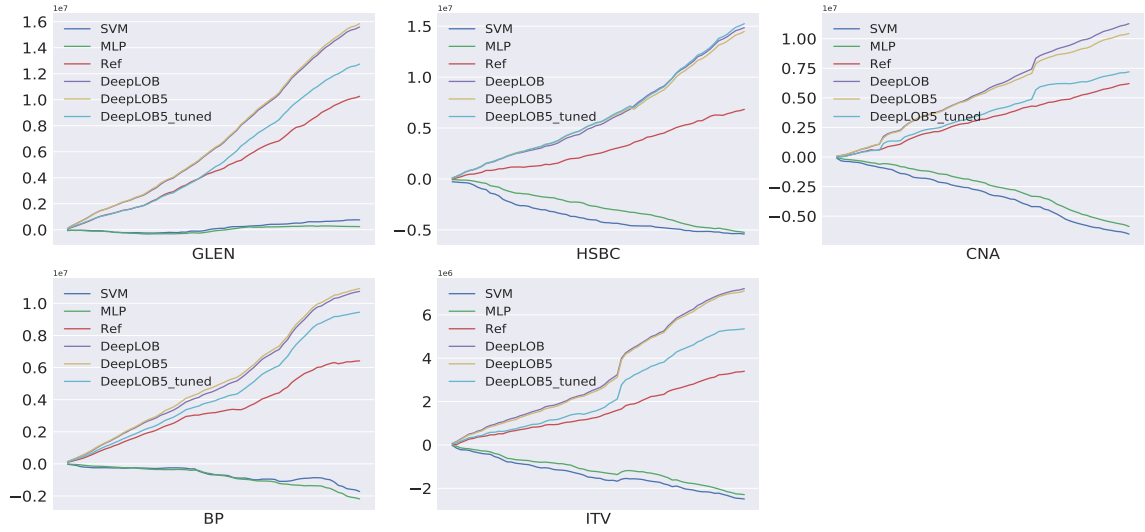 1e7
1.6
1.4
1.2
1.0
0.8
0.6
0.4
0.2
0.0
SVM
MLP
Ref
DeepLOB
DeepLOB5
DeepLOB5_tuned
GLEN
1e7
1.5
1.0
0.5
0.0
−0.5
SVM
MLP
Ref
DeepLOB
DeepLOB5
DeepLOB5_tuned
HSBC
1e7
1.00
0.75
0.50
0.25
0.00
−0.25
−0.50
SVM
MLP
Ref
DeepLOB
DeepLOB5
DeepLOB5_tuned
CNA
1e7
1.0
0.8
0.6
0.4
0.2
0.0
−0.2
SVM
MLP
Ref
DeepLOB
DeepLOB5
DeepLOB5_tuned
BP
1e6
6
4
2
0
−2
SVM
MLP
Ref
DeepLOB
DeepLOB5
DeepLOB5_tuned
ITV